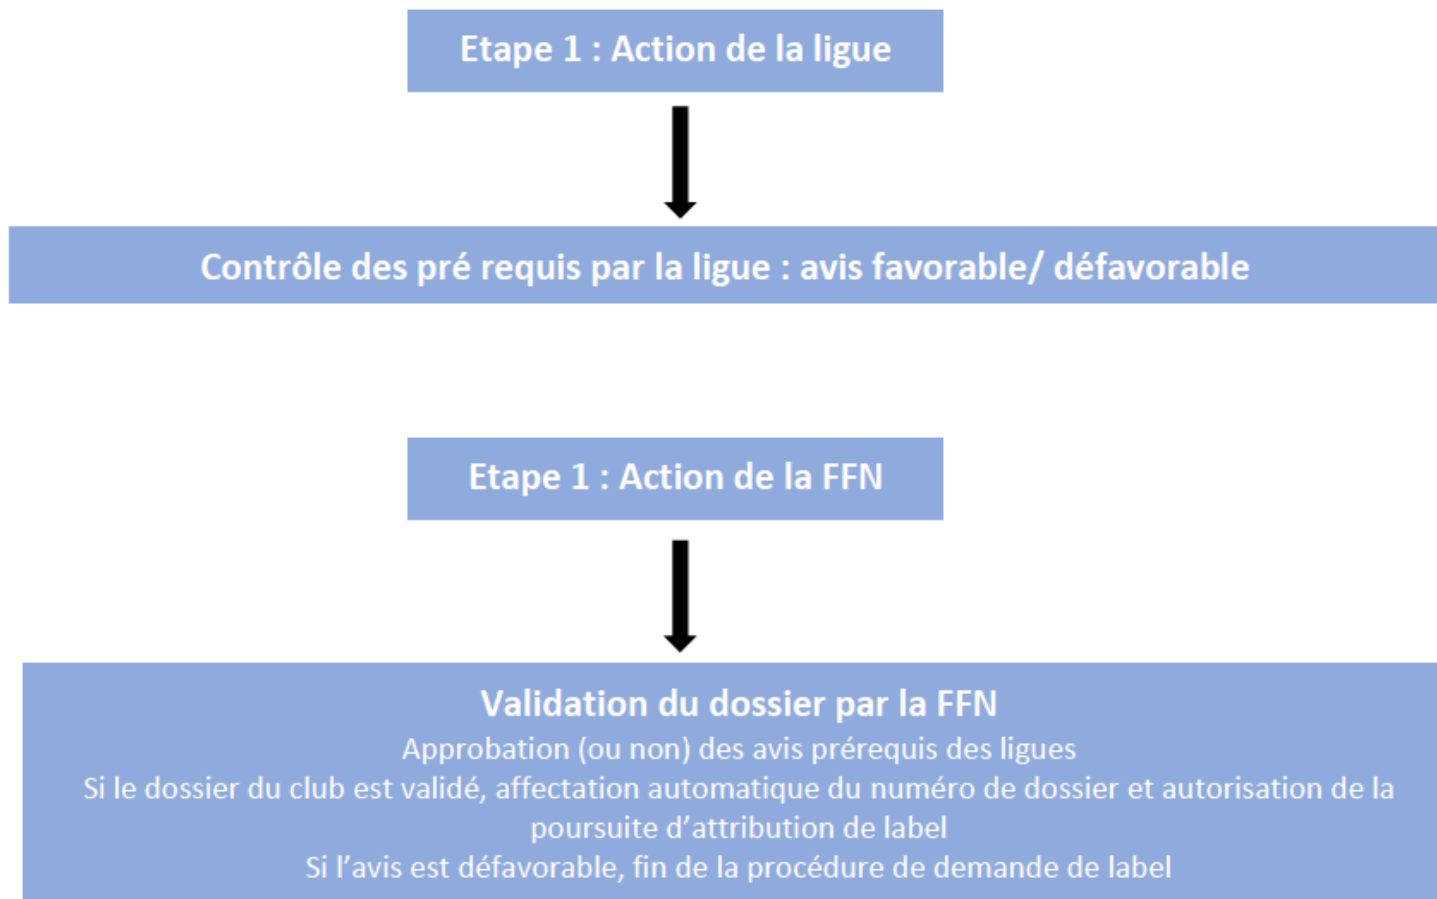 Etape 1 : Action de la ligue
Contrôle des pré requis par la ligue : avis favorable/ défavorable
Etape 1 : Action de la FFN
Validation du dossier par la FFN
Approbation (ou non) des avis prérequis des ligues
Si le dossier du club est validé, affectation automatique du numéro de dossier et autorisation de la
poursuite d’attribution de label
Si l’avis est défavorable, fin de la procédure de demande de label